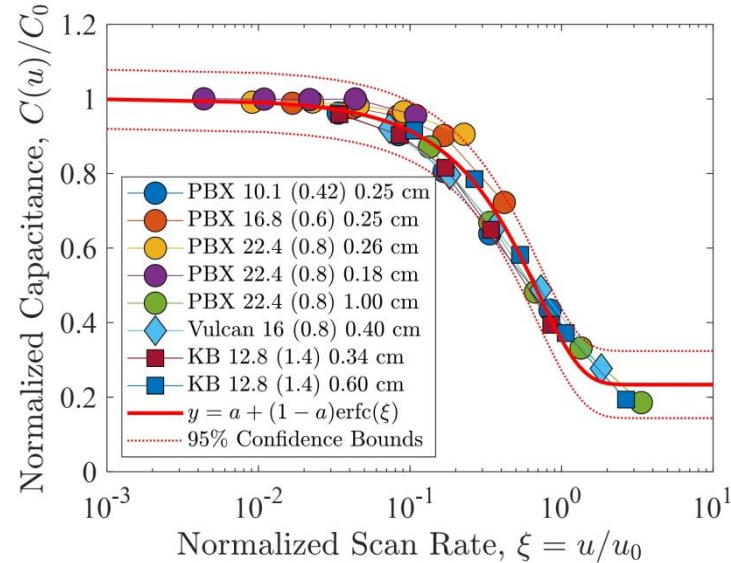 1.2
1
0.8
0.6
0.4
0.2
0
Normalized Capacitance, C(u)/C₀
PBX 10.1 (0.42) 0.25 cm
PBX 16.8 (0.6) 0.25 cm
PBX 22.4 (0.8) 0.26 cm
PBX 22.4 (0.8) 0.18 cm
PBX 22.4 (0.8) 1.00 cm
Vulcan 16 (0.8) 0.40 cm
KB 12.8 (1.4) 0.34 cm
KB 12.8 (1.4) 0.60 cm
y = a + (1 − a)erfc(ξ)
95% Confidence Bounds
10⁻³ 10⁻² 10⁻¹ 10⁰ 10¹
Normalized Scan Rate, ξ = u/u₀